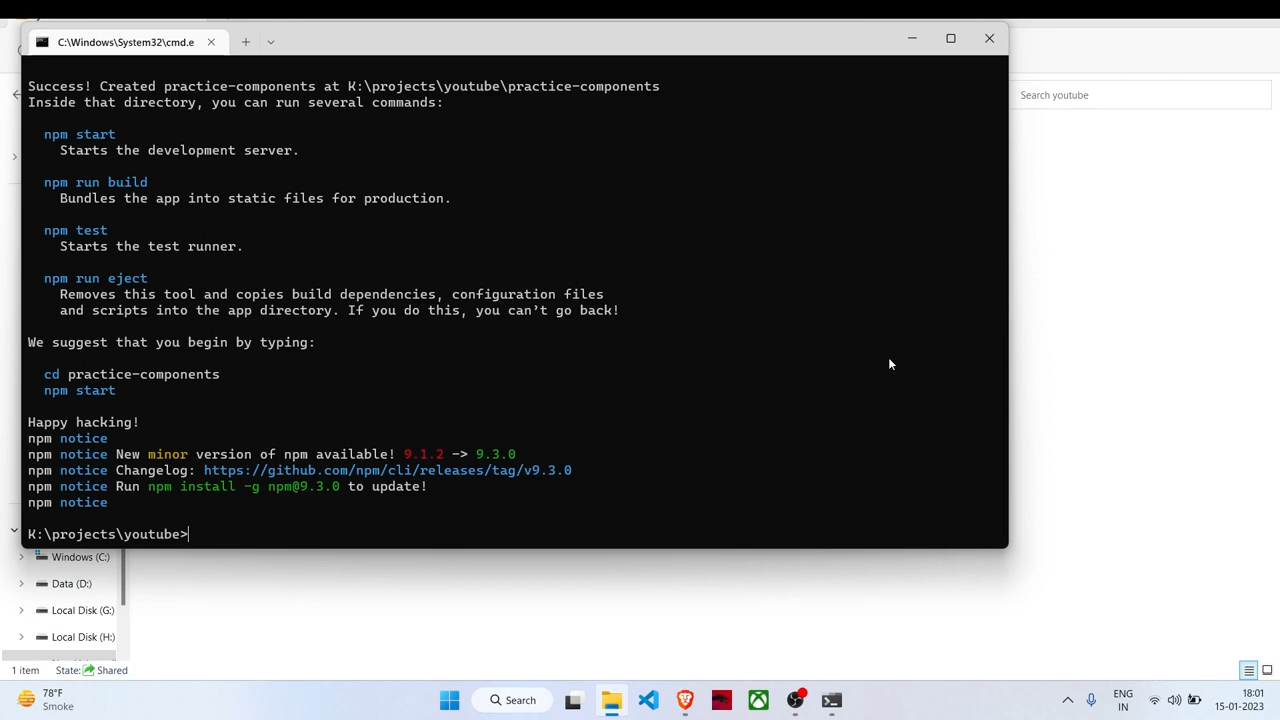 C:\Windows\System32\cmd.e
Search youtube
Success! Created practice-components at K:\projects\youtube\practice-components
Inside that directory, you can run several commands:
npm start
Starts the development server.
npm run build
Bundles the app into static files for production.
npm test
Starts the test runner.
npm run eject
Removes this tool and copies build dependencies, configuration files
and scripts into the app directory. If you do this, you can’t go back!
We suggest that you begin by typing:
cd practice-components
npm start
Happy hacking!
npm notice
npm notice New minor version of npm available! 9.1.2 -> 9.3.0
npm notice Changelog: https://github.com/npm/cli/releases/tag/v9.3.0
npm notice Run npm install -g npm@9.3.0 to update!
npm notice
K:\projects\youtube>
Windows (C:)
Data (D:)
Local Disk (G:)
Local Disk (H:)
1 item State: Shared
78°F
Smoke
Search
ENG
IN
18:01
15-01-2023